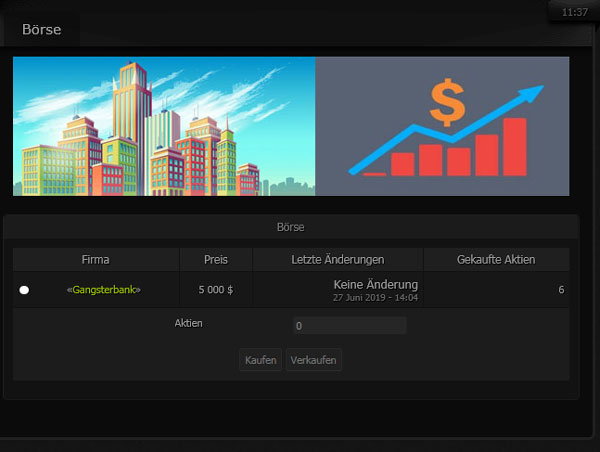 11:37
Börse
$
Börse
Firma Preis Letzte Änderungen Gekaufte Aktien
«Gangsterbank» 5 000 $ Keine Änderung 6
27 Juni 2019 - 14:04
Aktien 0
Kaufen Verkaufen